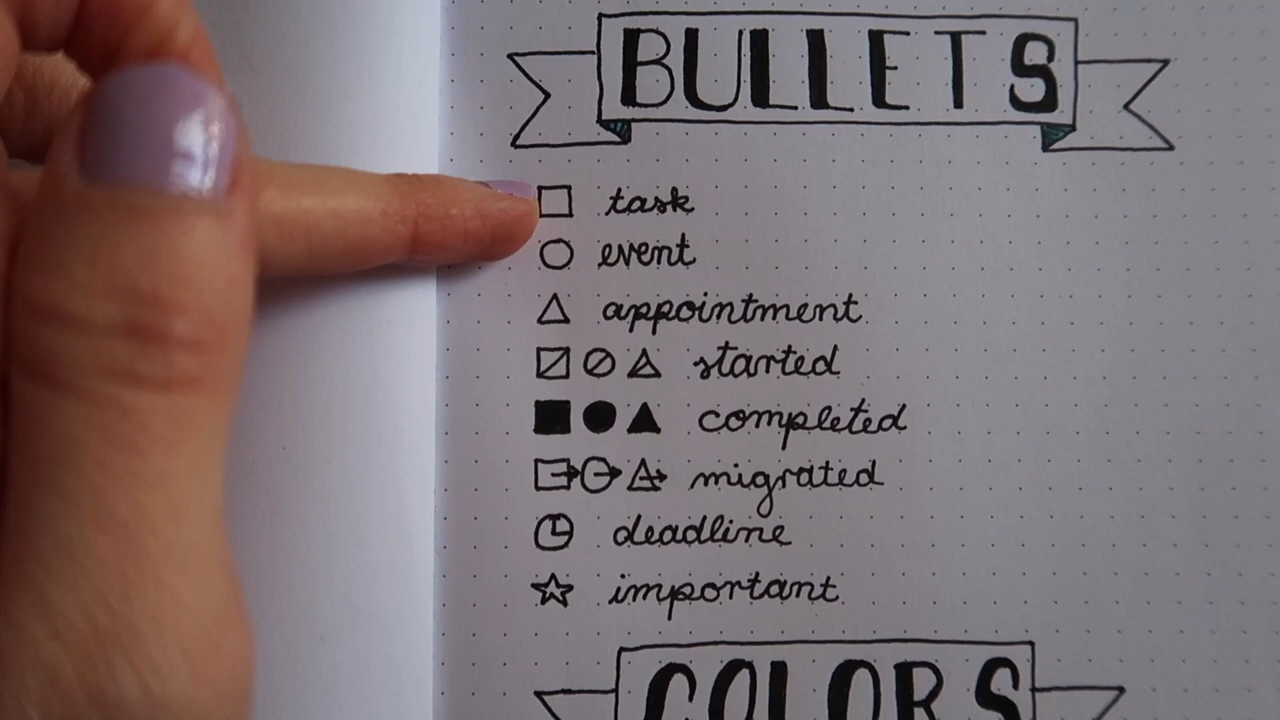 BULLETS
task
event
appointment
started
completed
migrated
deadline
important
COLORS